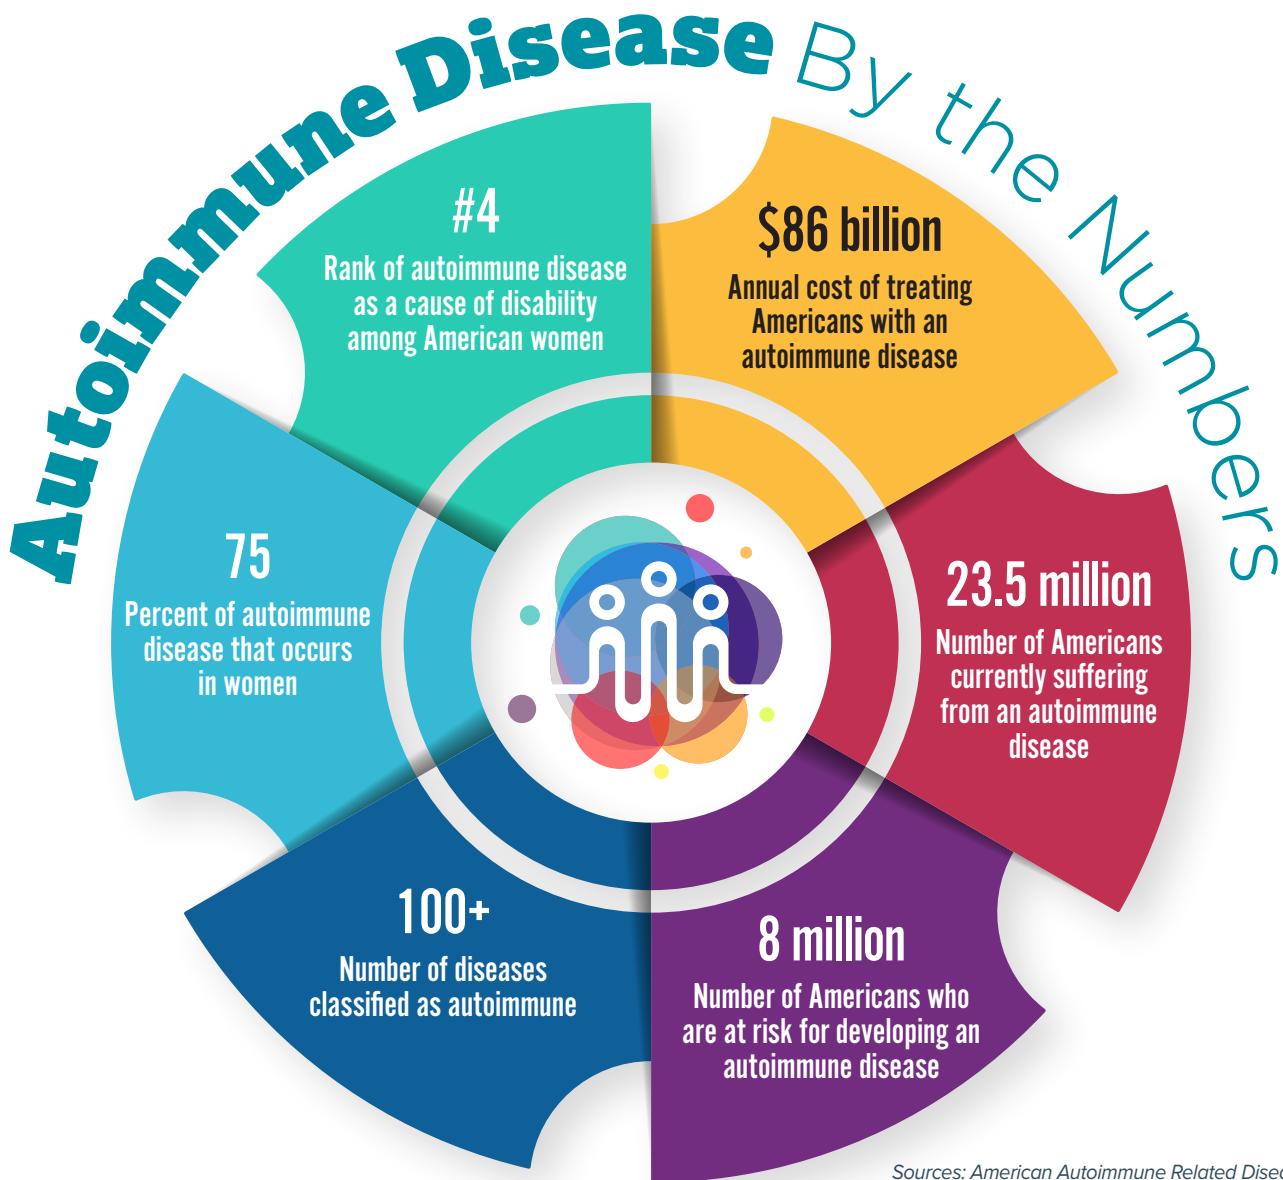 Autoimmune Disease By the Numbers
#4
Rank of autoimmune disease
as a cause of disability
among American women
$86 billion
Annual cost of treating
Americans with an
autoimmune disease
75
Percent of autoimmune
disease that occurs
in women
23.5 million
Number of Americans
currently suffering
from an autoimmune
disease
100+
Number of diseases
classified as autoimmune
8 million
Number of Americans who
are at risk for developing an
autoimmune disease
Sources: American Autoimmune Related